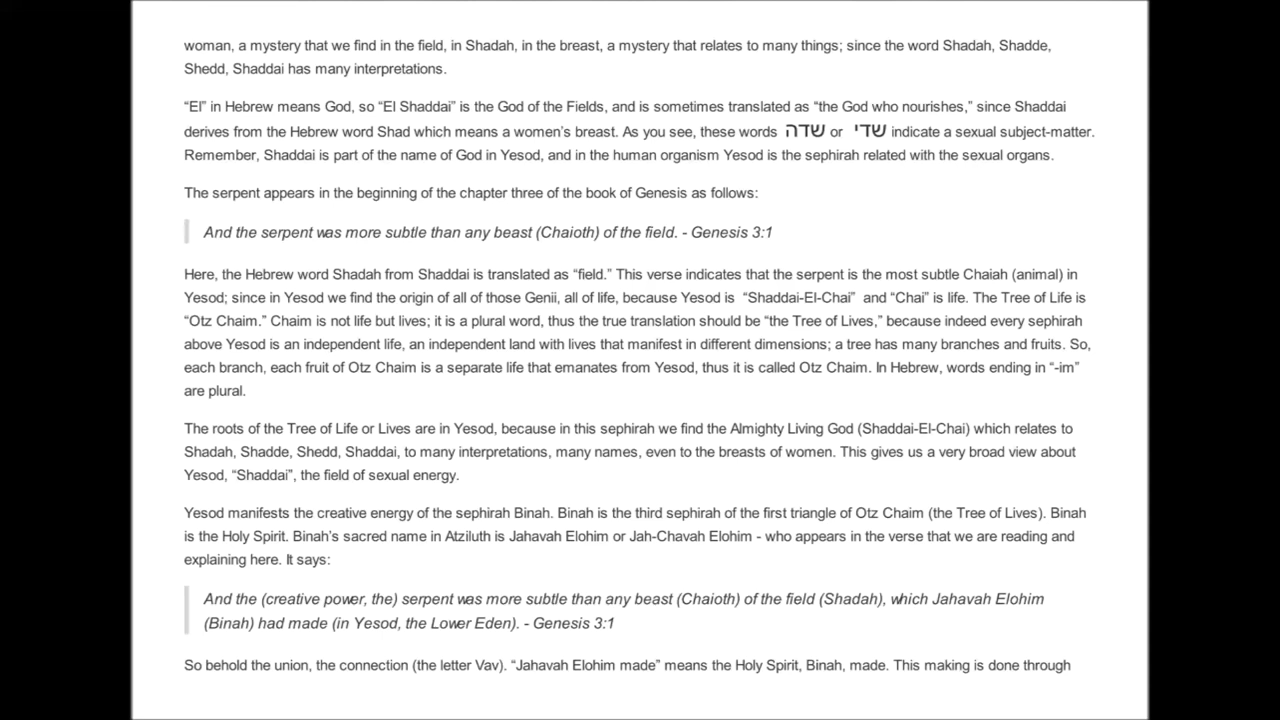 woman, a mystery that we find in the field, in Shadah, in the breast, a mystery that relates to many things; since the word Shadah, Shadde,
Shedd, Shaddai has many interpretations.
“El” in Hebrew means God, so “El Shaddai” is the God of the Fields, and is sometimes translated as “the God who nourishes,” since Shaddai
derives from the Hebrew word Shad which means a women’s breast. As you see, these words שדה or שדי indicate a sexual subject-matter.
Remember, Shaddai is part of the name of God in Yesod, and in the human organism Yesod is the sephirah related with the sexual organs.
The serpent appears in the beginning of the chapter three of the book of Genesis as follows:
And the serpent was more subtle than any beast (Chaioth) of the field. - Genesis 3:1
Here, the Hebrew word Shadah from Shaddai is translated as “field.” This verse indicates that the serpent is the most subtle Chaiah (animal) in
Yesod; since in Yesod we find the origin of all of those Genii, all of life, because Yesod is “Shaddai-El-Chai” and “Chai” is life. The Tree of Life is
“Otz Chaim.” Chaim is not life but lives; it is a plural word, thus the true translation should be “the Tree of Lives,” because indeed every sephirah
above Yesod is an independent life, an independent land with lives that manifest in different dimensions; a tree has many branches and fruits. So,
each branch, each fruit of Otz Chaim is a separate life that emanates from Yesod, thus it is called Otz Chaim. In Hebrew, words ending in “-im”
are plural.
The roots of the Tree of Life or Lives are in Yesod, because in this sephirah we find the Almighty Living God (Shaddai-El-Chai) which relates to
Shadah, Shadde, Shedd, Shaddai, to many interpretations, many names, even to the breasts of women. This gives us a very broad view about
Yesod, “Shaddai”, the field of sexual energy.
Yesod manifests the creative energy of the sephirah Binah. Binah is the third sephirah of the first triangle of Otz Chaim (the Tree of Lives). Binah
is the Holy Spirit. Binah’s sacred name in Atziluth is Jahavah Elohim or Jah-Chavah Elohim - who appears in the verse that we are reading and
explaining here. It says:
And the (creative power, the) serpent was more subtle than any beast (Chaioth) of the field (Shadah), which Jahavah Elohim
(Binah) had made (in Yesod, the Lower Eden). - Genesis 3:1
So behold the union, the connection (the letter Vav). “Jahavah Elohim made” means the Holy Spirit, Binah, made. This making is done through